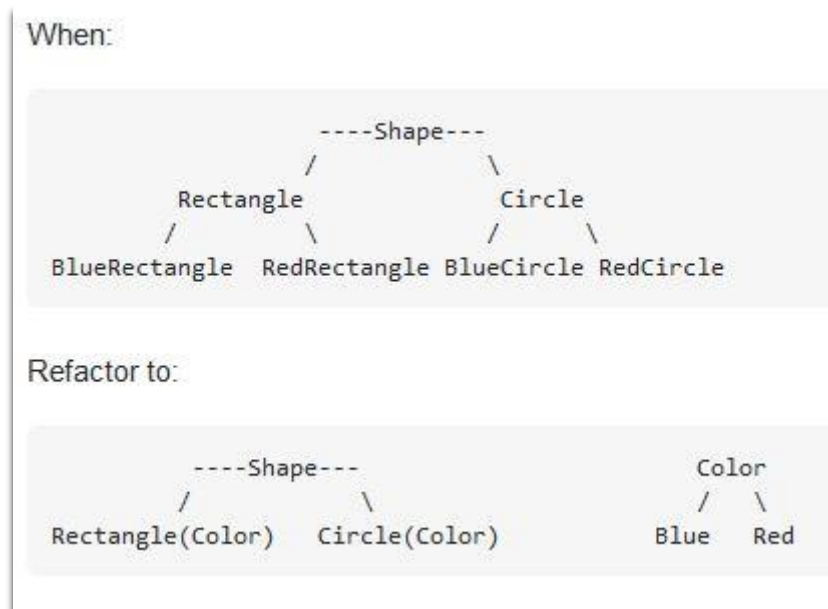 When:
----Shape---
/ \
Rectangle Circle
/ \ / \
BlueRectangle RedRectangle BlueCircle RedCircle
Refactor to:
----Shape--- Color
/ \ / \
Rectangle(Color) Circle(Color) Blue Red